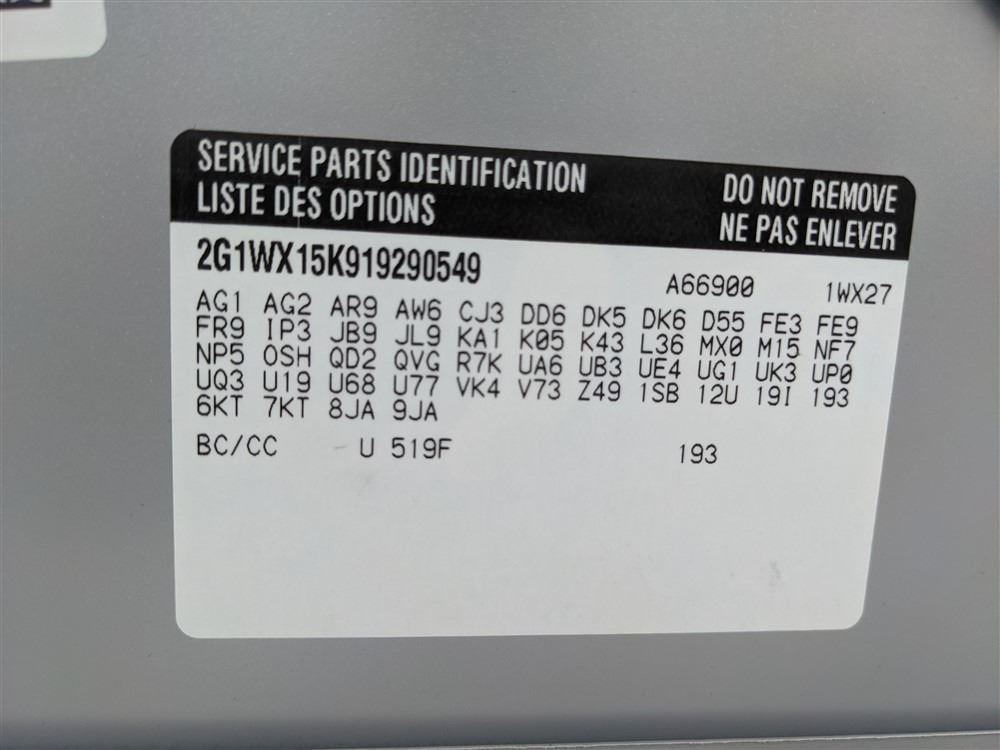 SERVICE PARTS IDENTIFICATION DO NOT REMOVE
LISTE DES OPTIONS NE PAS ENLEVER
2G1WX15K919290549 A66900 1WX27
AG1 AG2 AR9 AW6 CJ3 DD6 DK5 DK6 D55 FE3 FE9
FR9 IP3 JB9 JL9 KA1 K05 K43 L36 MX0 M15 NF7
NP5 OSH QD2 QVG R7K UA6 UB3 UE4 UG1 UK3 UP0
UQ3 U19 U68 U77 VK4 V73 Z49 1SB 12U 19I 193
6KT 7KT 8JA 9JA
BC/CC U 519F 193